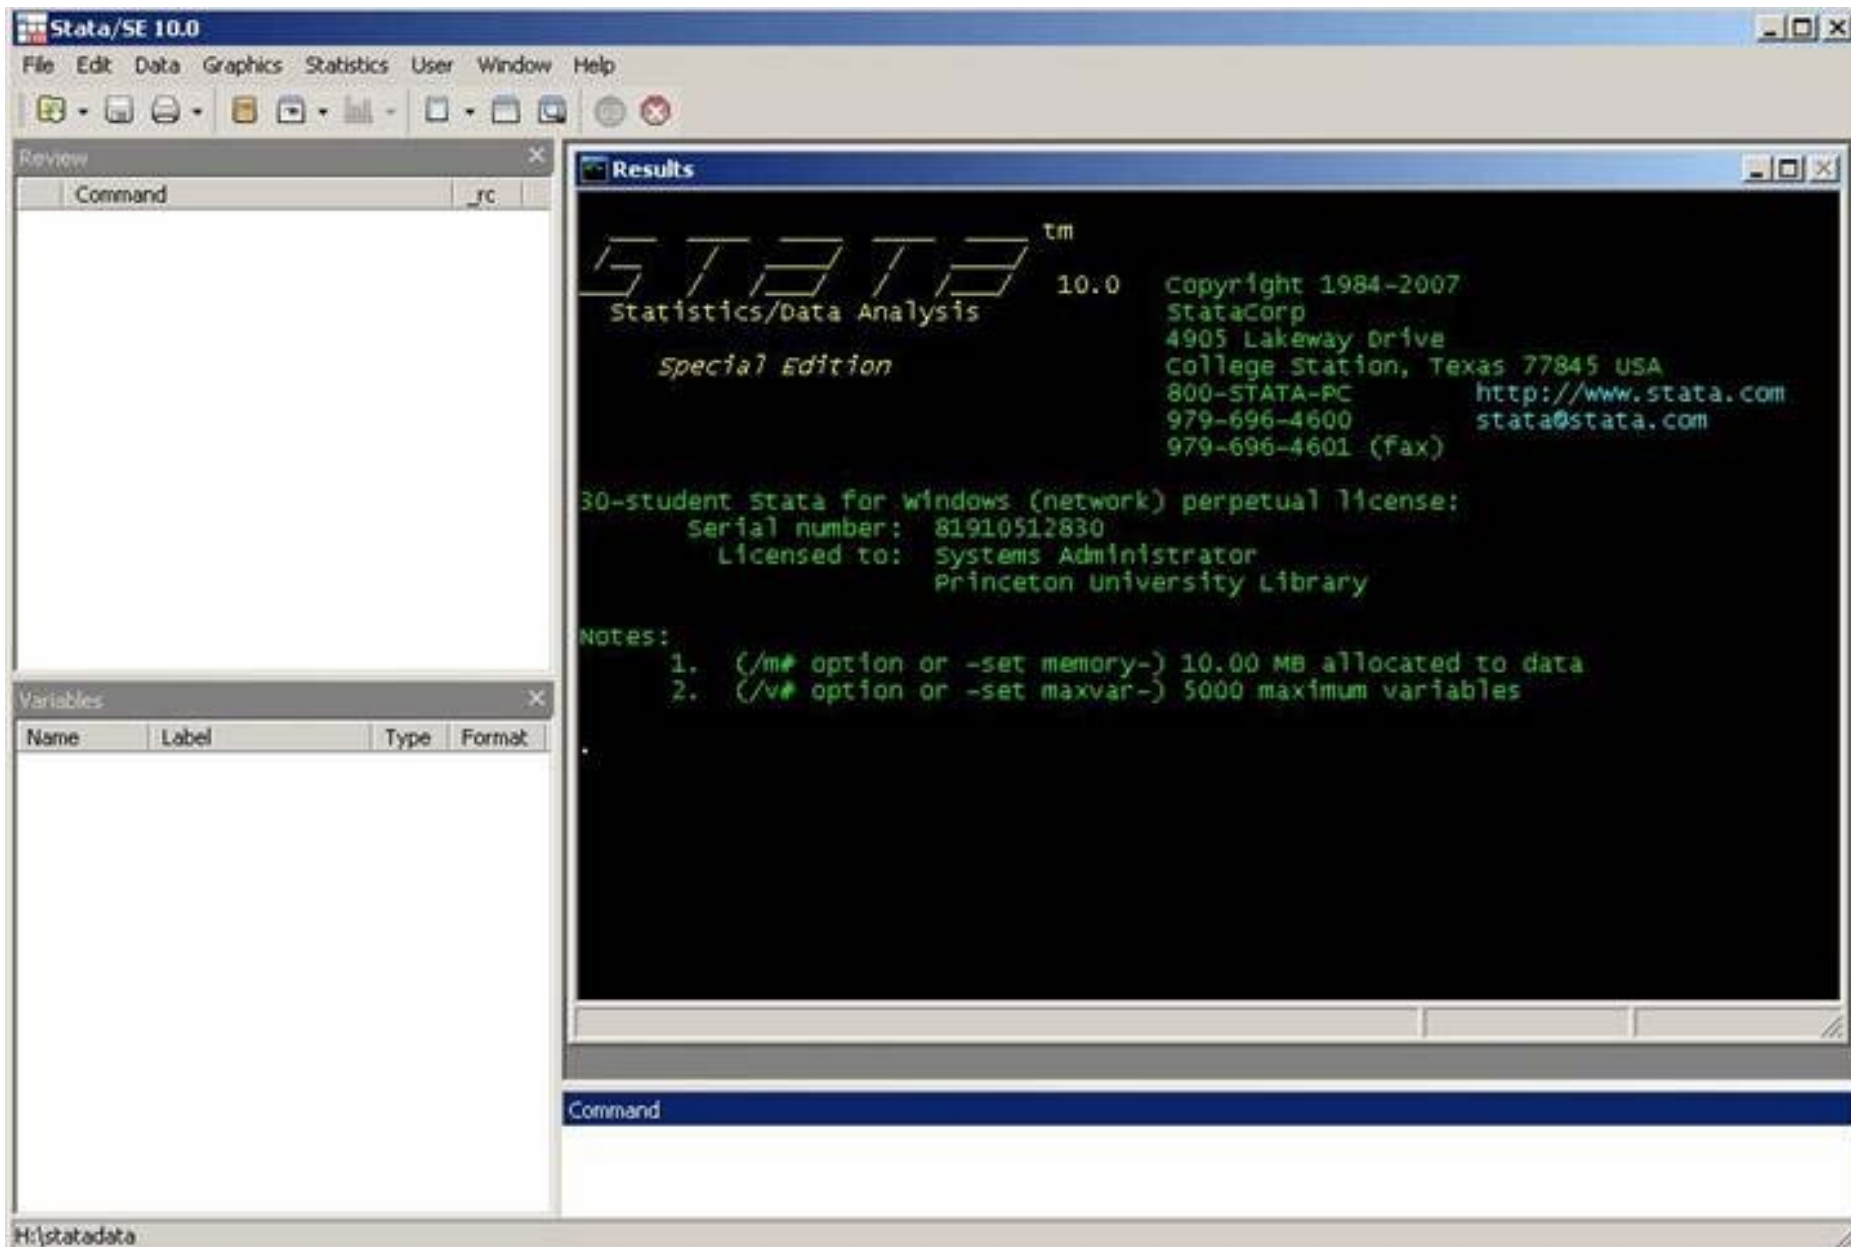 Stata/SE 10.0
File Edit Data Graphics Statistics User Window Help
Review
Command _rc
Variables
Name Label Type Format
Results
STATA tm
10.0
Statistics/Data Analysis
Special Edition
Copyright 1984-2007
StataCorp
4905 Lakeway Drive
College Station, Texas 77845 USA
800-STATA-PC http://www.stata.com
979-696-4600 stata@stata.com
979-696-4601 (fax)
30-student Stata for Windows (network) perpetual license:
Serial number: 81910512830
Licensed to: Systems Administrator
Princeton University Library
Notes:
1. (/m# option or -set memory-) 10.00 MB allocated to data
2. (/v# option or -set maxvar-) 5000 maximum variables
.
Command
H:\statadata